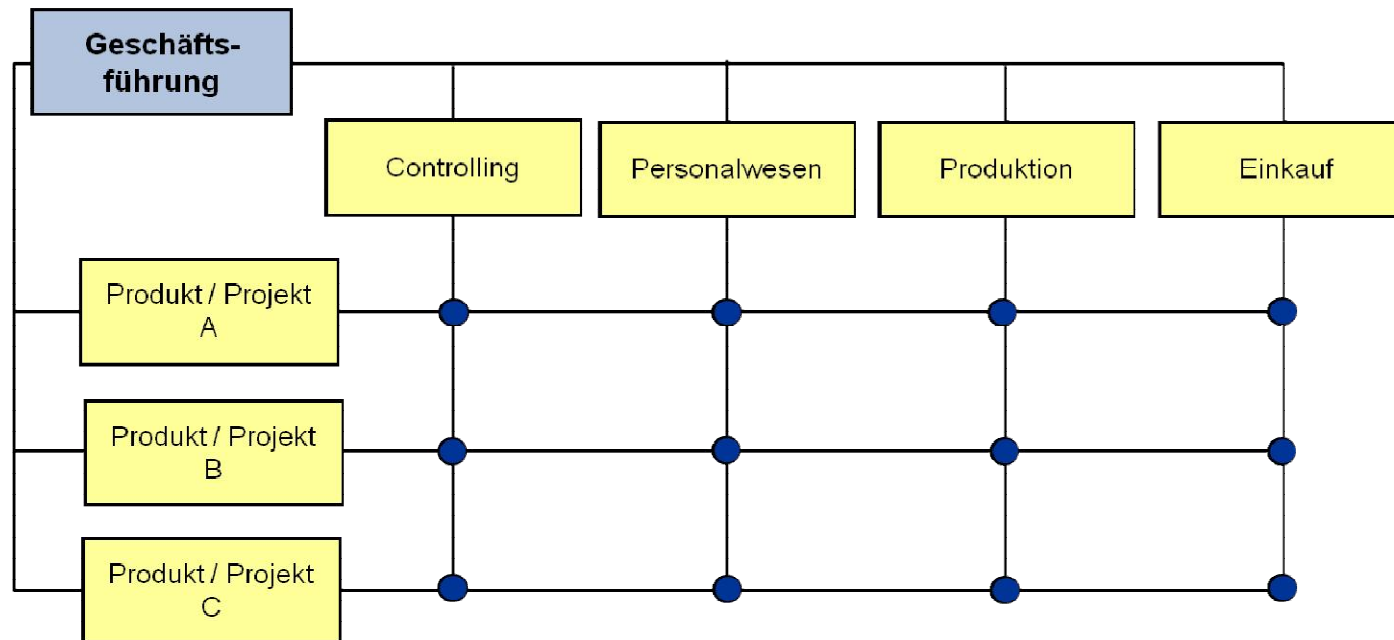 Geschäfts-
führung
Controlling
Personalwesen
Produktion
Einkauf
Produkt / Projekt
A
Produkt / Projekt
B
Produkt / Projekt
C